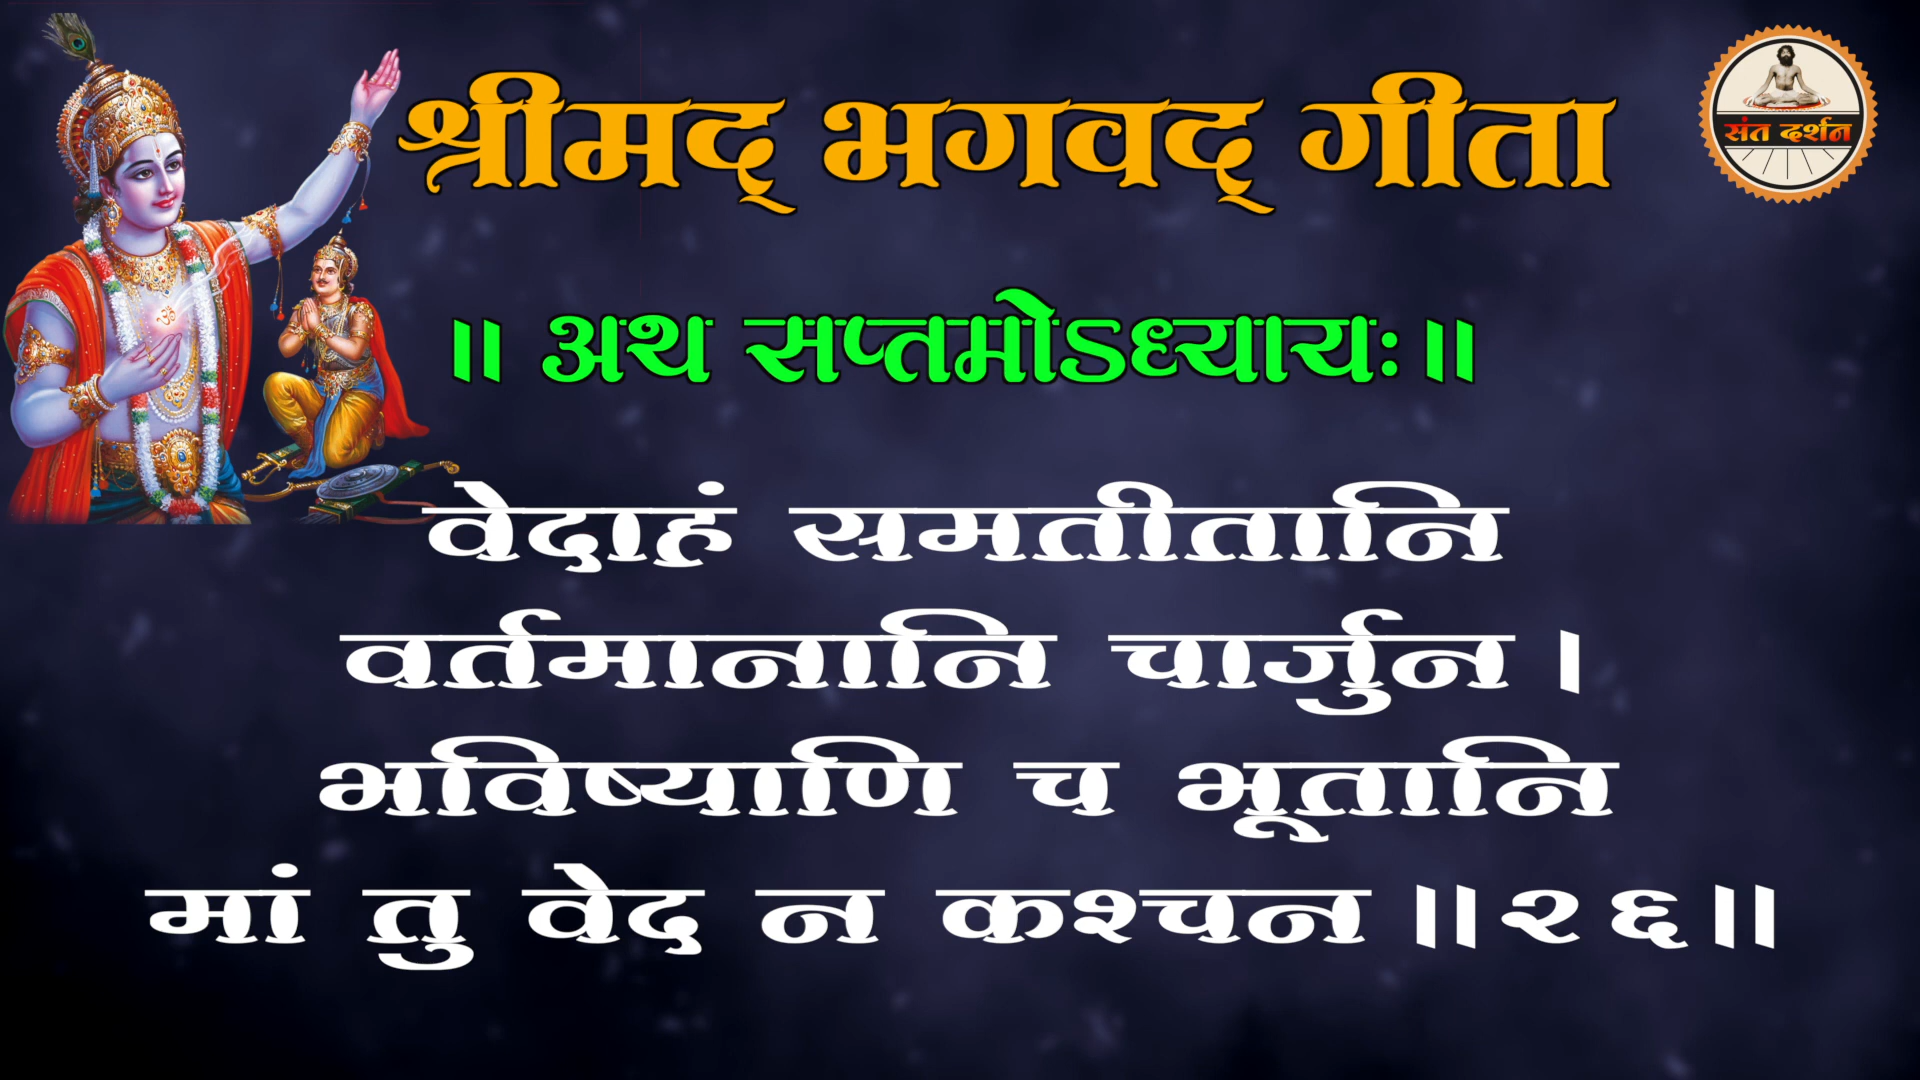 श्रीमद् भगवद् गीता
संत दर्शन
॥ अथ सप्तमोऽध्यायः॥
वेदाहं समतीतानि
वर्तमानानि चार्जुन ।
भविष्याणि च भूतानि
मां तु वेद न कश्चन ॥२६॥